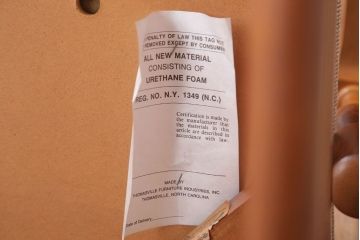 PENALTY OF LAW THIS TAG NOT
REMOVED EXCEPT BY CONSUMER
ALL NEW MATERIAL
CONSISTING OF
URETHANE FOAM
REG. NO. N.Y. 1349 (N.C.)
Certification is made by
the manufacturer that
the materials in this
article are described in
accordance with law.
MADE BY
THOMASVILLE FURNITURE INDUSTRIES, INC.
THOMASVILLE, NORTH CAROLINA
Date of Delivery